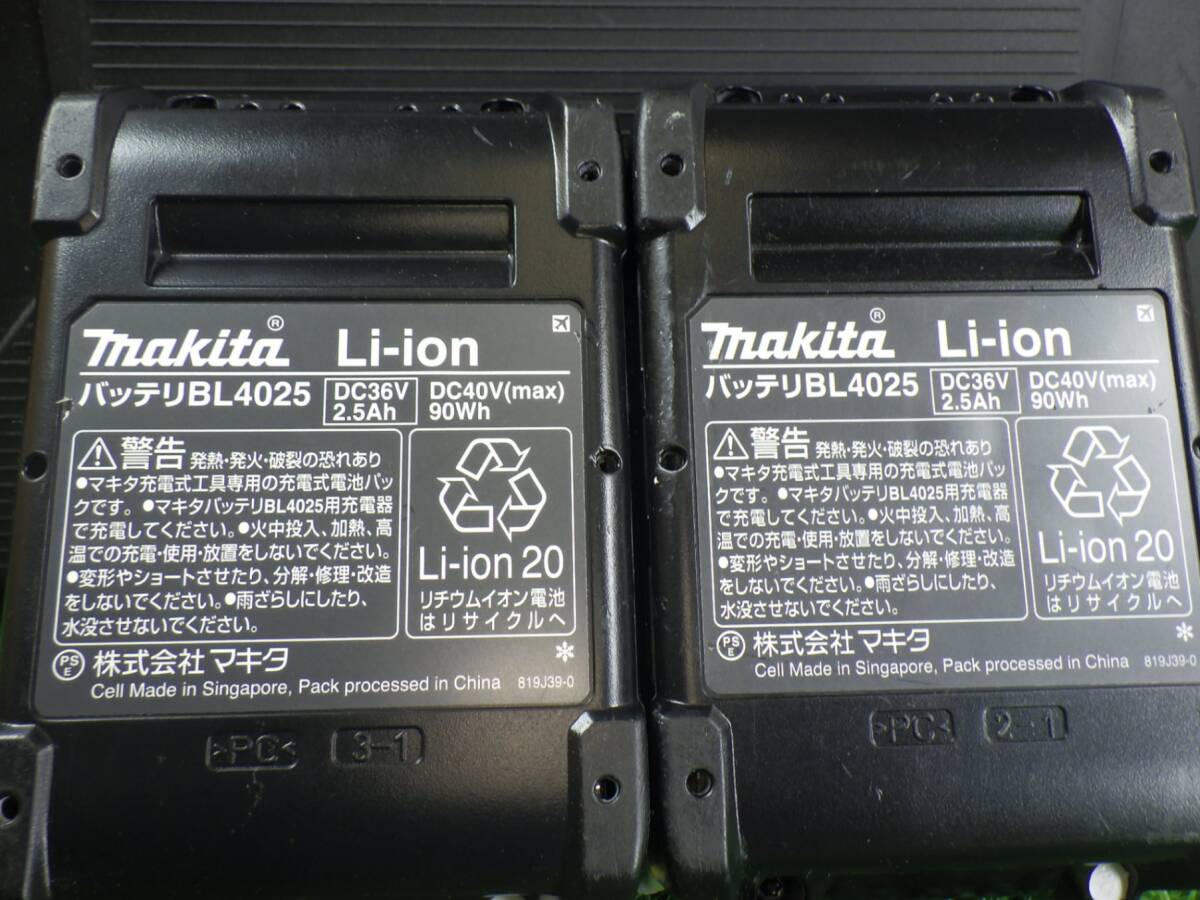 makita® Li-ion
バッテリBL4025 DC36V 2.5Ah DC40V(max) 90Wh
警告 発熱・発火・破裂の恐れあり
●マキタ充電式工具専用の充電式電池パッ
クです。●マキタバッテリBL4025用充電器
で充電してください。●火中投入、加熱、高
温での充電・使用・放置をしないでください。
●変形やショートさせたり、分解・修理・改造
をしないでください。●雨ざらしにしたり、
水没させないでください。
Li-ion 20
リチウムイオン電池
はリサイクルへ
PSE 株式会社マキタ *
Cell Made in Singapore, Pack processed in China 819J39-0
>PC< 3-1
makita® Li-ion
バッテリBL4025 DC36V 2.5Ah DC40V(max) 90Wh
警告 発熱・発火・破裂の恐れあり
●マキタ充電式工具専用の充電式電池パッ
クです。●マキタバッテリBL4025用充電器
で充電してください。●火中投入、加熱、高
温での充電・使用・放置をしないでください。
●変形やショートさせたり、分解・修理・改造
をしないでください。●雨ざらしにしたり、
水没させないでください。
Li-ion 20
リチウムイオン電池
はリサイクルへ
PSE 株式会社マキタ *
Cell Made in Singapore, Pack processed in China 819J39-0
>PC< 2-1